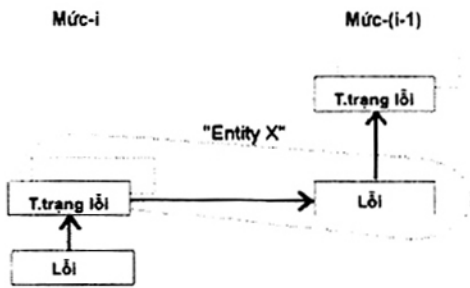 Mức-i
Mức-(i-1)
T.trạng lỗi
"Entity X"
T.trạng lỗi
Lỗi
Lỗi